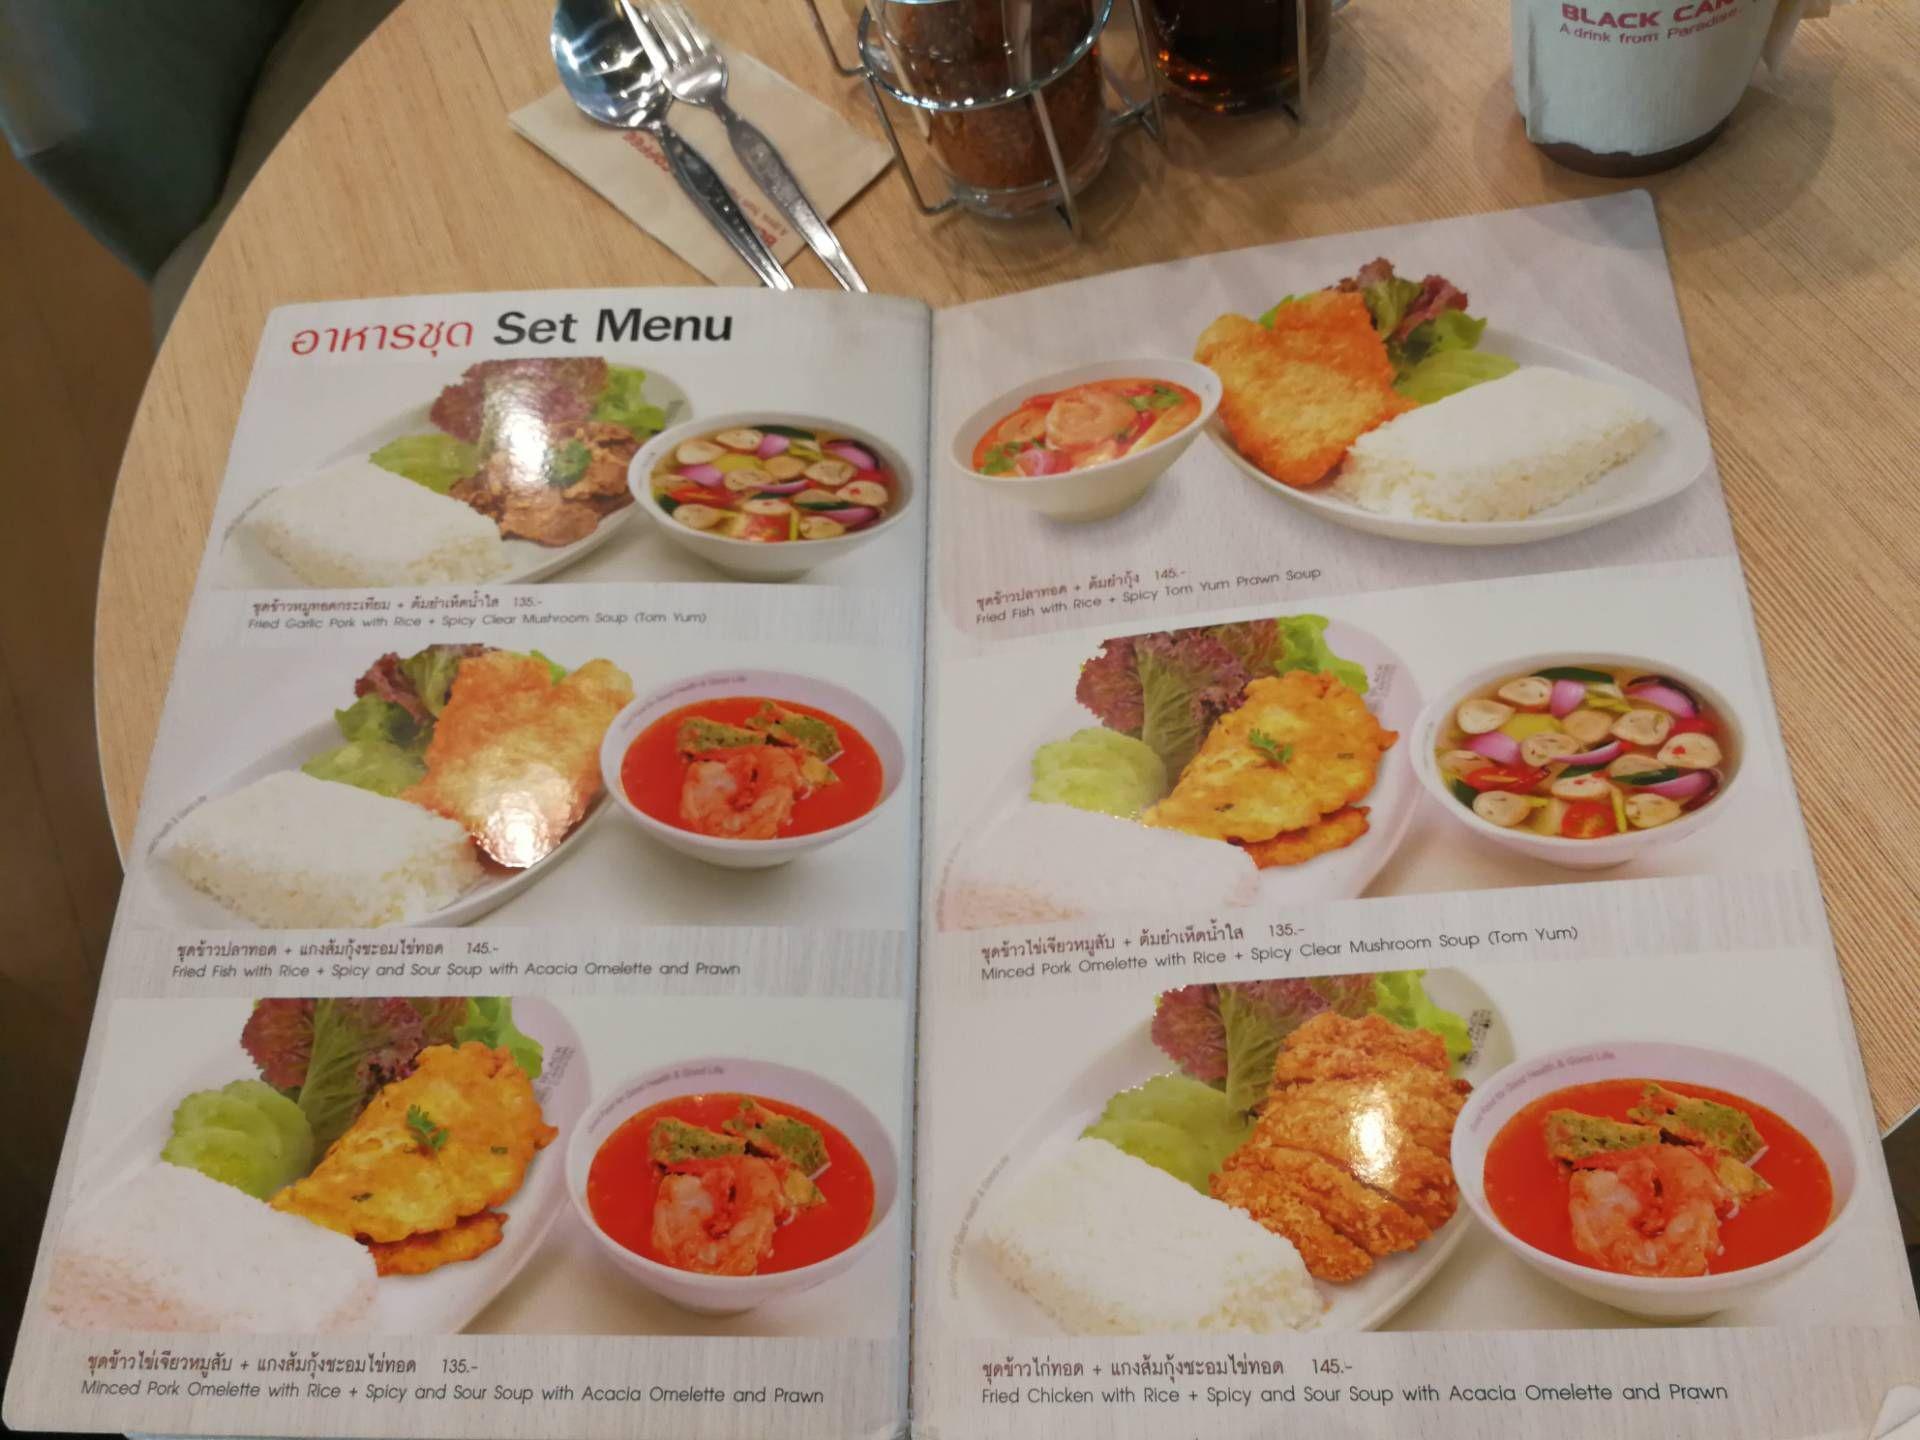 BLACK CAN
A drink from Paradise
อาหารชุด Set Menu
ชุดข้าวหมูทอดกระเทียม + ต้มยำเห็ดน้ำใส 135.-
Fried Garlic Pork with Rice + Spicy Clear Mushroom Soup (Tom Yum)
ชุดข้าวปลาทอด + แกงส้มกุ้งชะอมไข่ทอด 145.-
Fried Fish with Rice + Spicy and Sour Soup with Acacia Omelette and Prawn
ชุดข้าวไข่เจียวหมูสับ + แกงส้มกุ้งชะอมไข่ทอด 135.-
Minced Pork Omelette with Rice + Spicy and Sour Soup with Acacia Omelette and Prawn
ชุดข้าวปลาทอด + ต้มยำกุ้ง 145.-
Fried Fish with Rice + Spicy Tom Yum Prawn Soup
ชุดข้าวไข่เจียวหมูสับ + ต้มยำเห็ดน้ำใส 135.-
Minced Pork Omelette with Rice + Spicy Clear Mushroom Soup (Tom Yum)
ชุดข้าวไก่ทอด + แกงส้มกุ้งชะอมไข่ทอด 145.-
Fried Chicken with Rice + Spicy and Sour Soup with Acacia Omelette and Prawn